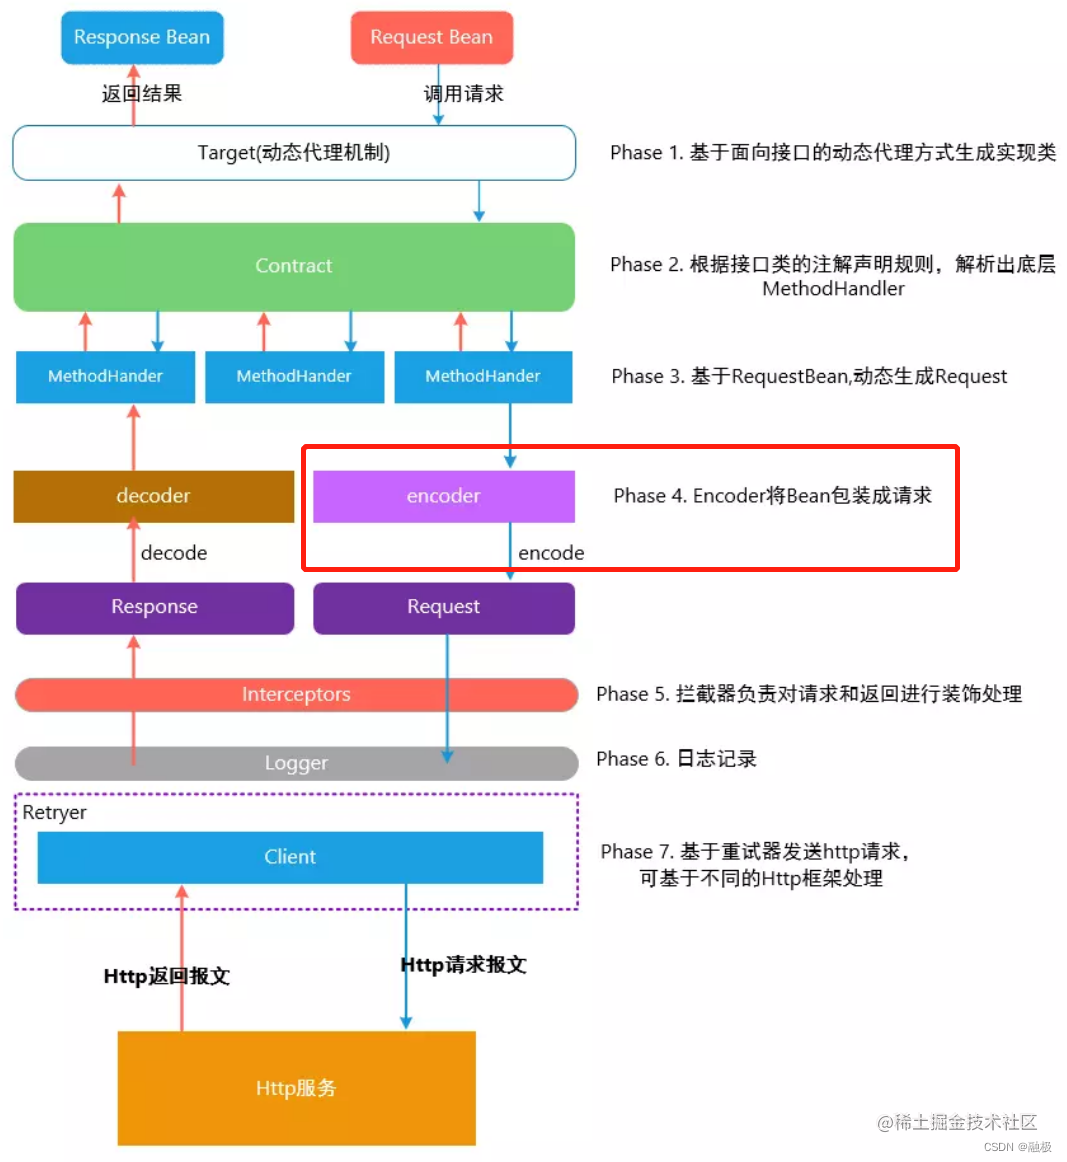 Response Bean
Request Bean
返回结果
调用请求
Target(动态代理机制)
Phase 1. 基于面向接口的动态代理方式生成实现类
Contract
Phase 2. 根据接口类的注解声明规则，解析出底层
MethodHandler
MethodHander
MethodHander
MethodHander
Phase 3. 基于RequestBean,动态生成Request
decoder
encoder
Phase 4. Encoder将Bean包装成请求
decode
encode
Response
Request
Interceptors
Phase 5. 拦截器负责对请求和返回进行装饰处理
Logger
Phase 6. 日志记录
Retryer
Client
Phase 7. 基于重试器发送http请求，
可基于不同的Http框架处理
Http返回报文
Http请求报文
Http服务
@稀土掘金技术社区
CSDN @融极